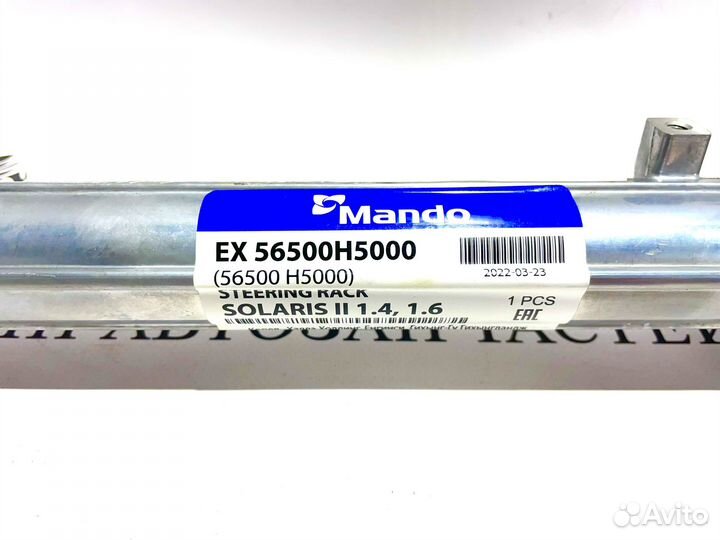 Mando
EX 56500H5000
(56500 H5000)
2022-03-23
STEERING RACK
1 PCS
SOLARIS II 1.4, 1.6
EAC
АВТОЗАПЧАСТЕЙ
Avito